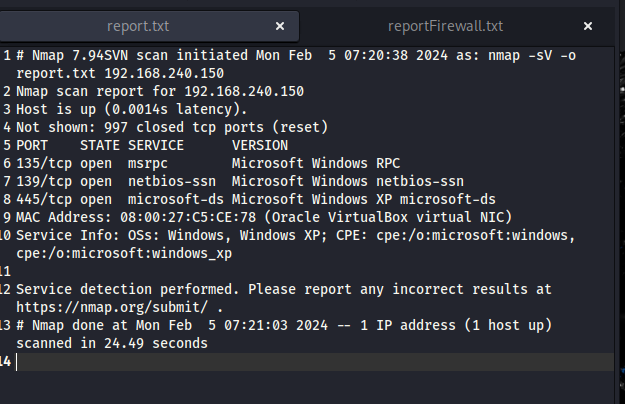 report.txt × reportFirewall.txt ×
1 # Nmap 7.94SVN scan initiated Mon Feb  5 07:20:38 2024 as: nmap -sV -o
report.txt 192.168.240.150
2 Nmap scan report for 192.168.240.150
3 Host is up (0.0014s latency).
4 Not shown: 997 closed tcp ports (reset)
5 PORT    STATE SERVICE      VERSION
6 135/tcp open  msrpc        Microsoft Windows RPC
7 139/tcp open  netbios-ssn  Microsoft Windows netbios-ssn
8 445/tcp open  microsoft-ds Microsoft Windows XP microsoft-ds
9 MAC Address: 08:00:27:C5:CE:78 (Oracle VirtualBox virtual NIC)
10 Service Info: OSs: Windows, Windows XP; CPE: cpe:/o:microsoft:windows,
cpe:/o:microsoft:windows_xp
11
12 Service detection performed. Please report any incorrect results at
https://nmap.org/submit/ .
13 # Nmap done at Mon Feb  5 07:21:03 2024 -- 1 IP address (1 host up)
scanned in 24.49 seconds
14